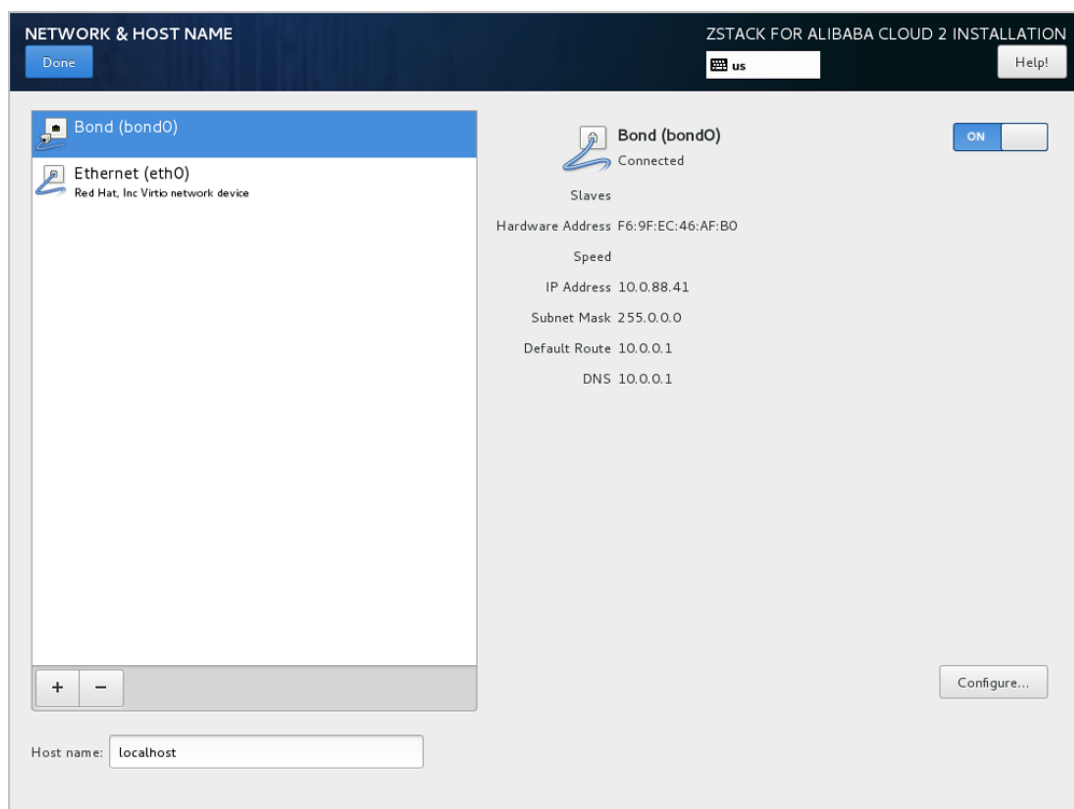 NETWORK & HOST NAME
ZSTACK FOR ALIBABA CLOUD 2 INSTALLATION
Done
us
Help!
Bond (bond0)
Ethernet (eth0)
Red Hat, Inc Virtio network device
Bond (bond0)
Connected
ON
Slaves
Hardware Address F6:9F:EC:46:AF:B0
Speed
IP Address 10.0.88.41
Subnet Mask 255.0.0.0
Default Route 10.0.0.1
DNS 10.0.0.1
+ −
Configure...
Host name: localhost